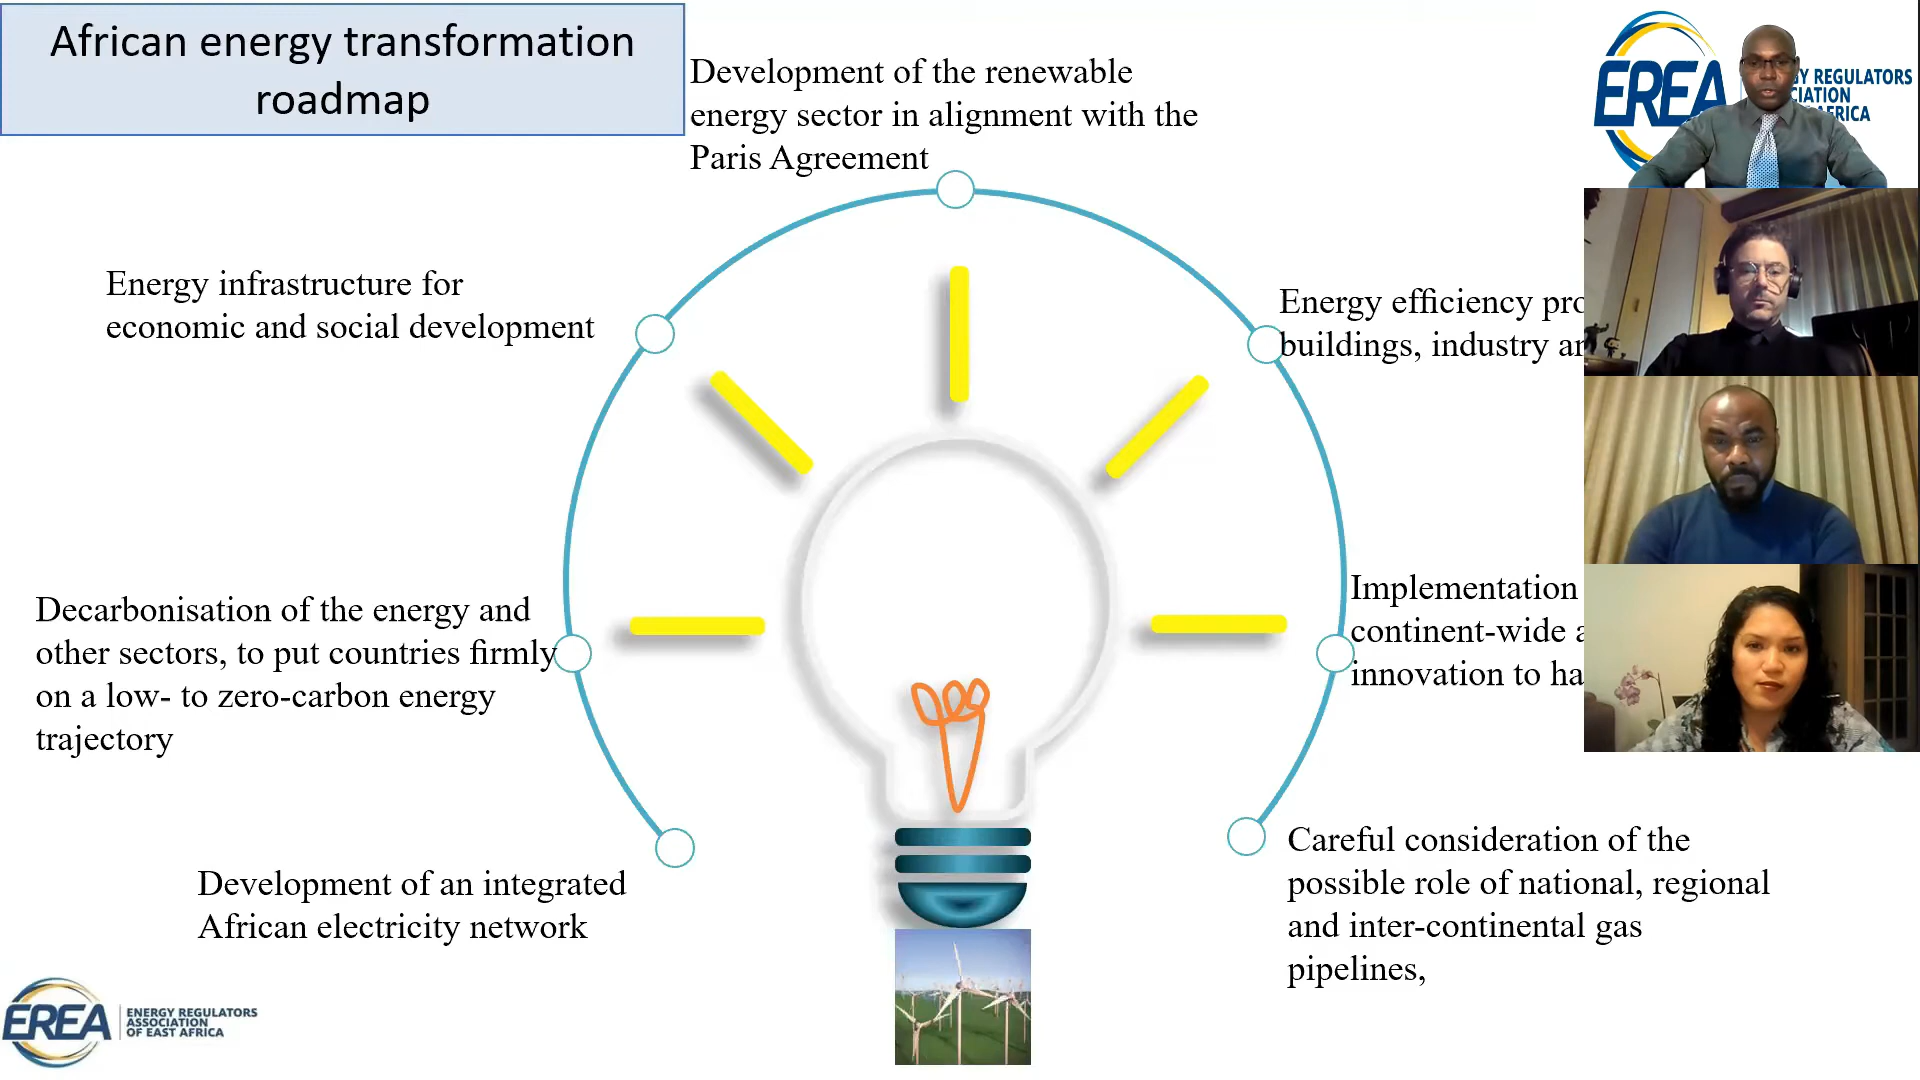 African energy transformation
roadmap
Development of the renewable
energy sector in alignment with the
Paris Agreement
EREA
Y REGULATORS
CIATION
AFRICA
Energy infrastructure for
economic and social development
Energy efficiency pro
buildings, industry an
Decarbonisation of the energy and
other sectors, to put countries firmly
on a low- to zero-carbon energy
trajectory
Implementation
continent-wide a
innovation to ha
Development of an integrated
African electricity network
Careful consideration of the
possible role of national, regional
and inter-continental gas
pipelines,
EREA
ENERGY REGULATORS
ASSOCIATION
OF EAST AFRICA